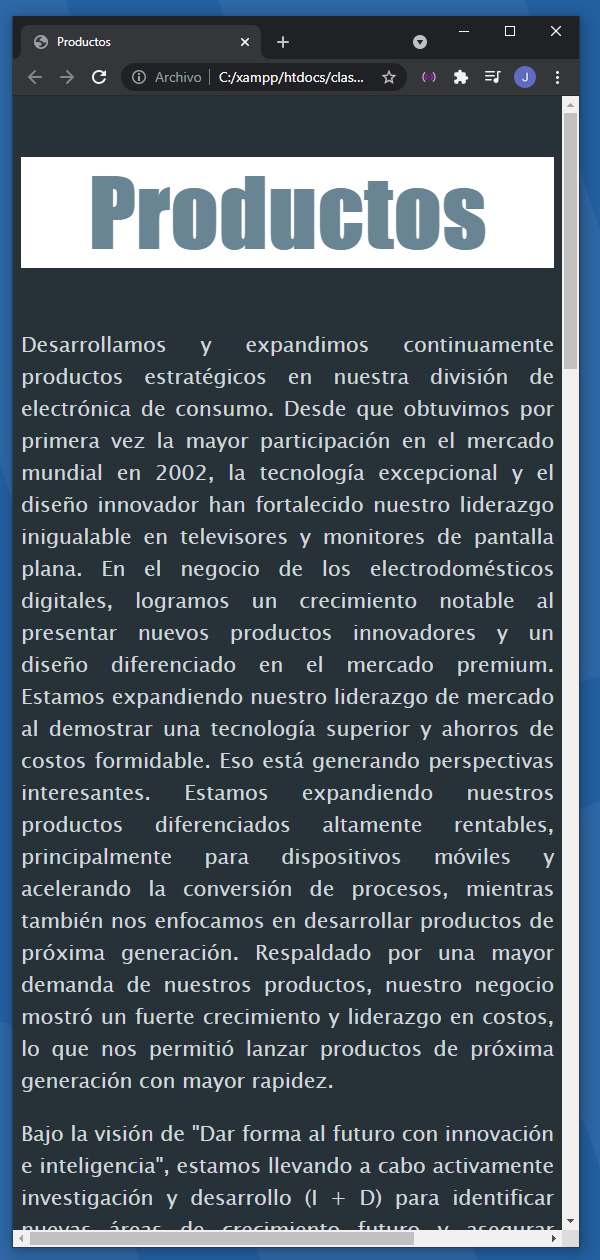 Productos
Archivo C:/xampp/htdocs/clas...
J
Productos
Desarrollamos y expandimos continuamente
productos estratégicos en nuestra división de
electrónica de consumo. Desde que obtuvimos por
primera vez la mayor participación en el mercado
mundial en 2002, la tecnología excepcional y el
diseño innovador han fortalecido nuestro liderazgo
inigualable en televisores y monitores de pantalla
plana. En el negocio de los electrodomésticos
digitales, logramos un crecimiento notable al
presentar nuevos productos innovadores y un
diseño diferenciado en el mercado premium.
Estamos expandiendo nuestro liderazgo de mercado
al demostrar una tecnología superior y ahorros de
costos formidable. Eso está generando perspectivas
interesantes. Estamos expandiendo nuestros
productos diferenciados altamente rentables,
principalmente para dispositivos móviles y
acelerando la conversión de procesos, mientras
también nos enfocamos en desarrollar productos de
próxima generación. Respaldado por una mayor
demanda de nuestros productos, nuestro negocio
mostró un fuerte crecimiento y liderazgo en costos,
lo que nos permitió lanzar productos de próxima
generación con mayor rapidez.
Bajo la visión de "Dar forma al futuro con innovación
e inteligencia", estamos llevando a cabo activamente
investigación y desarrollo (I + D) para identificar
nuevas áreas de crecimiento futuro y asegurar